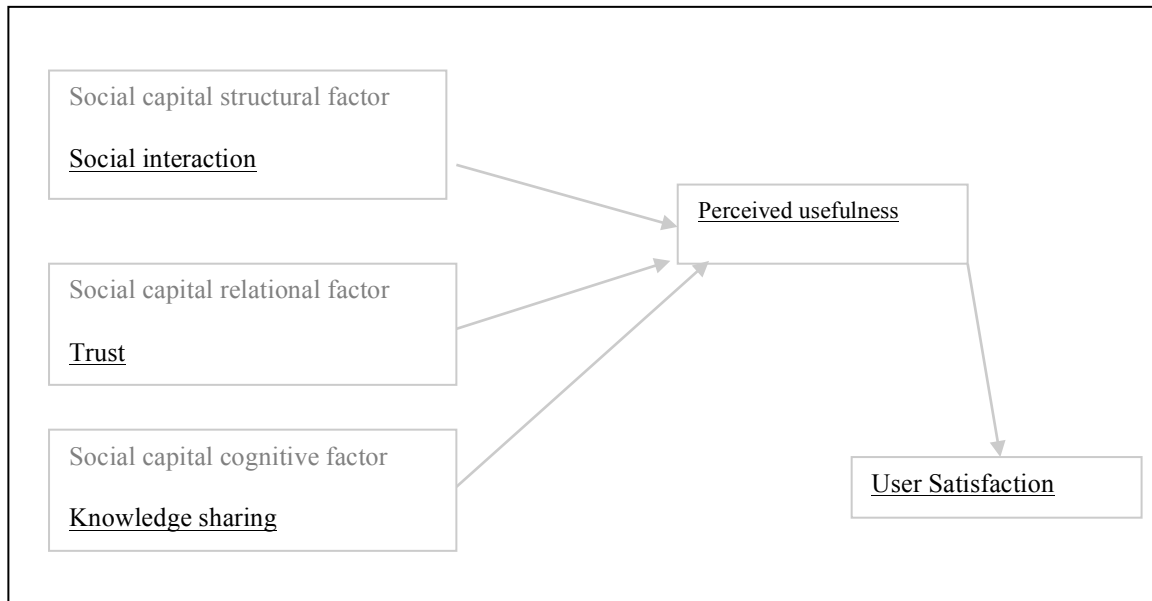 Social capital structural factor
Social interaction
Perceived usefulness
Social capital relational factor
Trust
Social capital cognitive factor
Knowledge sharing
User Satisfaction